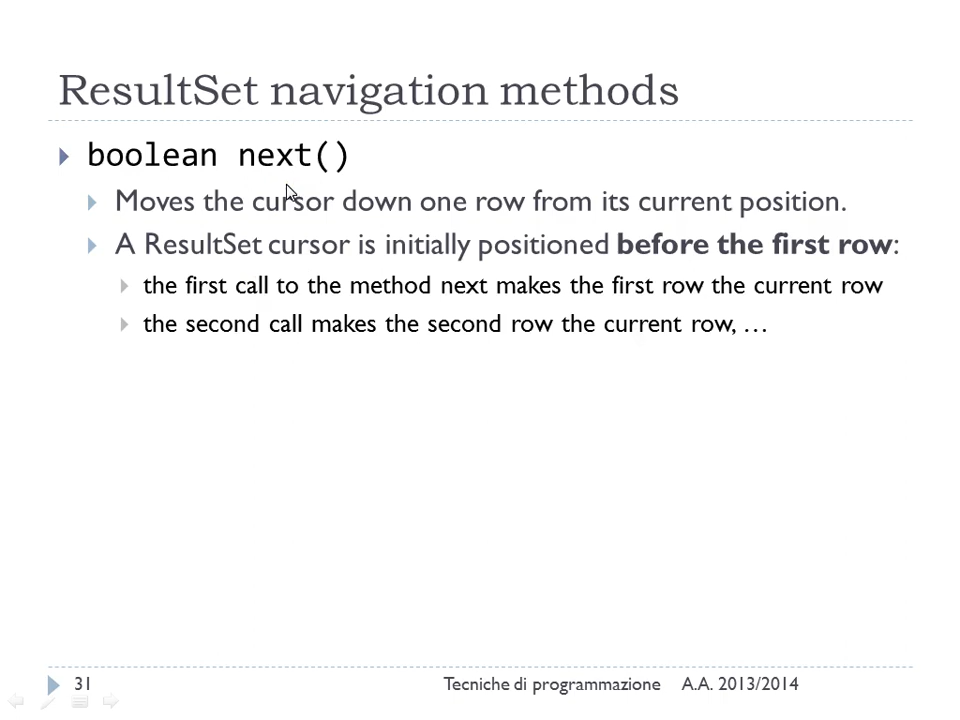 ResultSet navigation methods
boolean next()
Moves the cursor down one row from its current position.
A ResultSet cursor is initially positioned before the first row:
the first call to the method next makes the first row the current row
the second call makes the second row the current row, …
31 Tecniche di programmazione A.A. 2013/2014